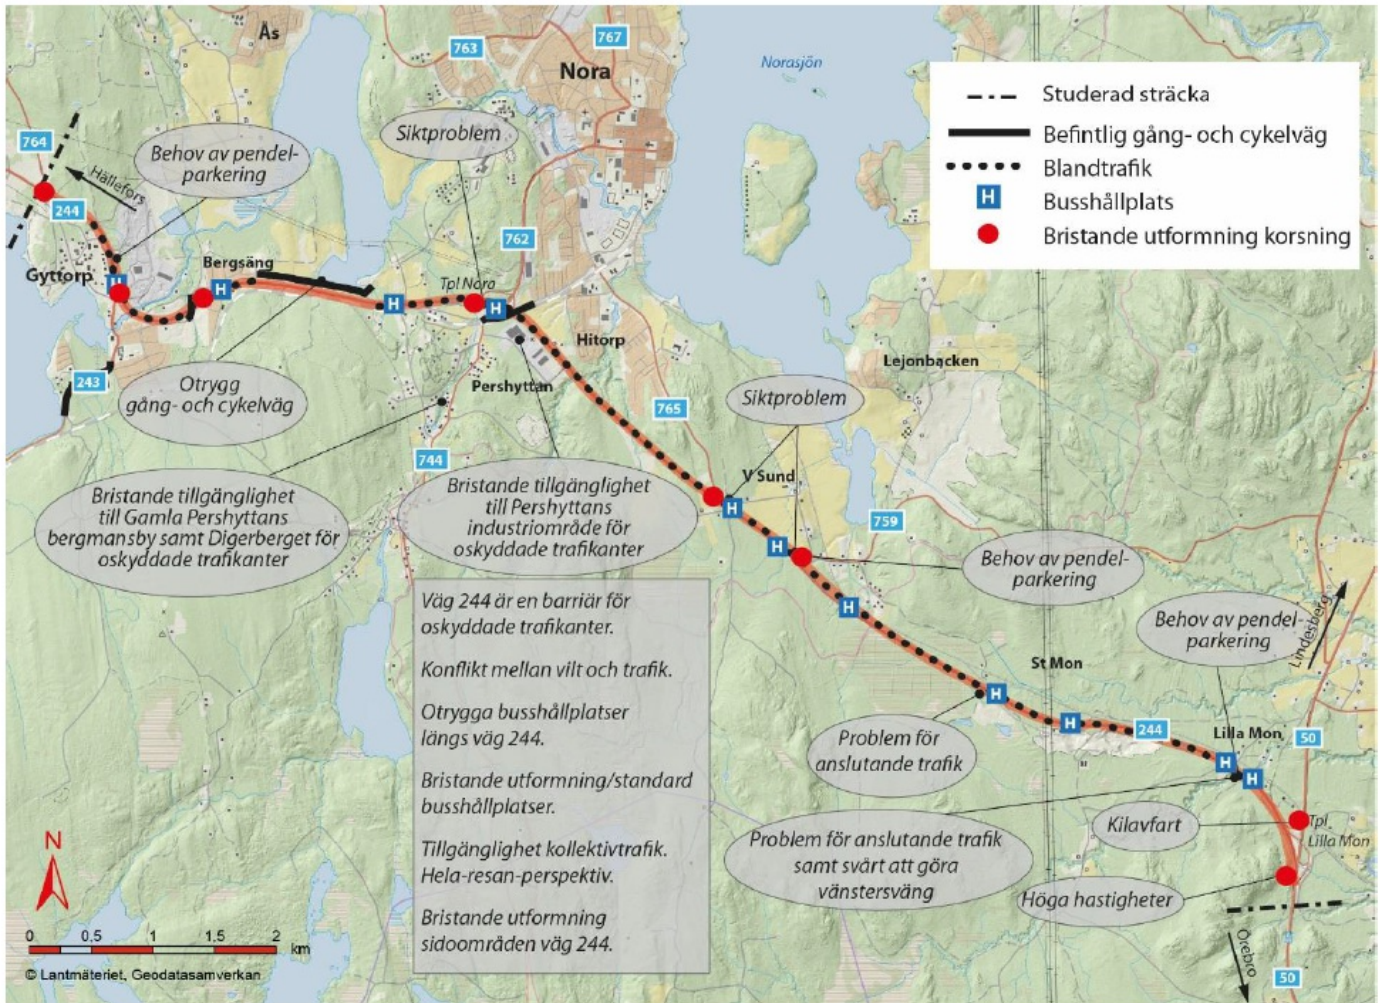 Ås
763
767
Nora
Norasjön
764
Hällefors
244
Behov av pendel-
parkering
Siktproblem
Studerad sträcka
Befintlig gång- och cykelväg
Blandtrafik
H
Busshållplats
Bristande utformning korsning
762
Gyttorp
H
Bergsäng
H
Tpl Nora
H
H
Hitorp
Pershyttan
Lejonbacken
243
Otrygg
gång- och cykelväg
765
Siktproblem
744
V Sund
H
759
H
H
Bristande tillgänglighet
till Gamla Pershyttans
bergmansby samt Digerberget för
oskyddade trafikanter
Bristande tillgänglighet
till Pershyttans
industriområde för
oskyddade trafikanter
Behov av pendel-
parkering
Behov av pendel-
parkering
Lindesberg
Väg 244 är en barriär för
oskyddade trafikanter.
Konflikt mellan vilt och trafik.
Otrygga busshållplatser
längs väg 244.
Bristande utformning/standard
busshållplatser.
Tillgänglighet kollektivtrafik.
Hela-resan-perspektiv.
Bristande utformning
sidoområden väg 244.
St Mon
H
H
244
Lilla Mon
50
H
H
Problem för
anslutande trafik
Problem för anslutande trafik
samt svårt att göra
vänstersväng
Kilavfart
Tpl
Lilla Mon
Höga hastigheter
Örebro
50
N
0 0,5 1 1,5 2
km
© Lantmäteriet, Geodatasamverkan